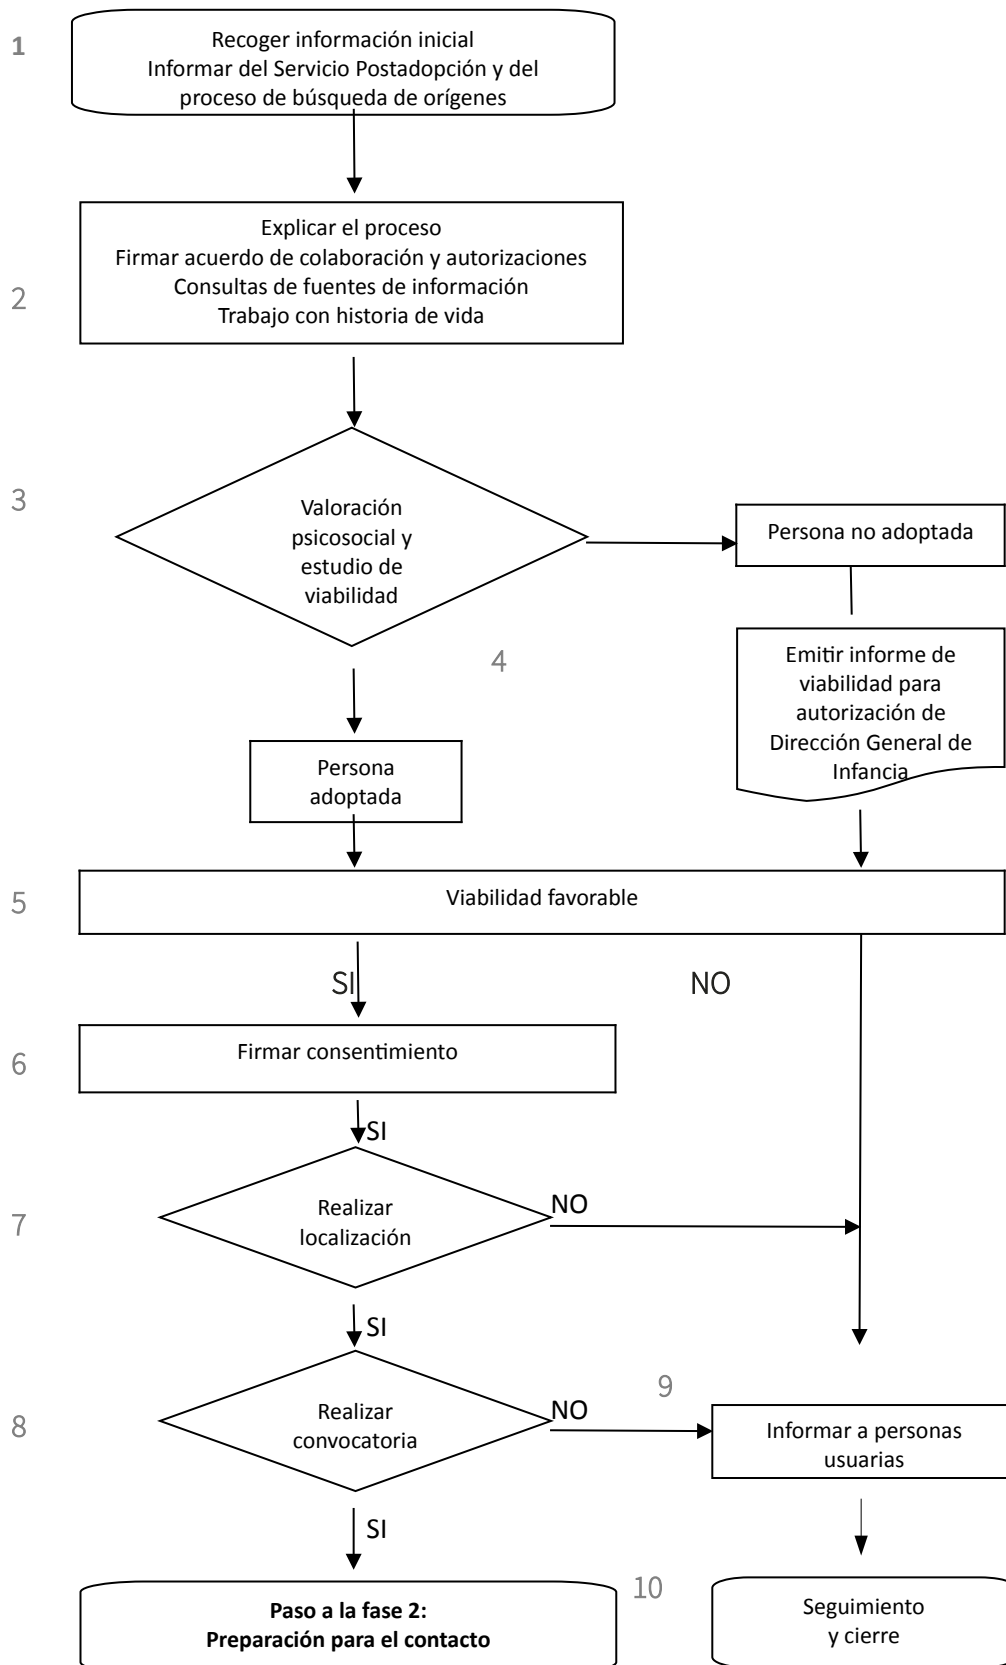 1
Recoger información inicial
Informar del Servicio Postadopción y del
proceso de búsqueda de orígenes
2
Explicar el proceso
Firmar acuerdo de colaboración y autorizaciones
Consultas de fuentes de información
Trabajo con historia de vida
3
Valoración
psicosocial y
estudio de
viabilidad
Persona no adoptada
4
Emitir informe de
viabilidad para
autorización de
Dirección General de
Infancia
Persona
adoptada
5
Viabilidad favorable
SI
NO
6
Firmar consentimiento
SI
7
Realizar
localización
NO
SI
8
Realizar
convocatoria
NO
9
Informar a personas
usuarias
SI
Paso a la fase 2:
Preparación para el contacto
10
Seguimiento
y cierre